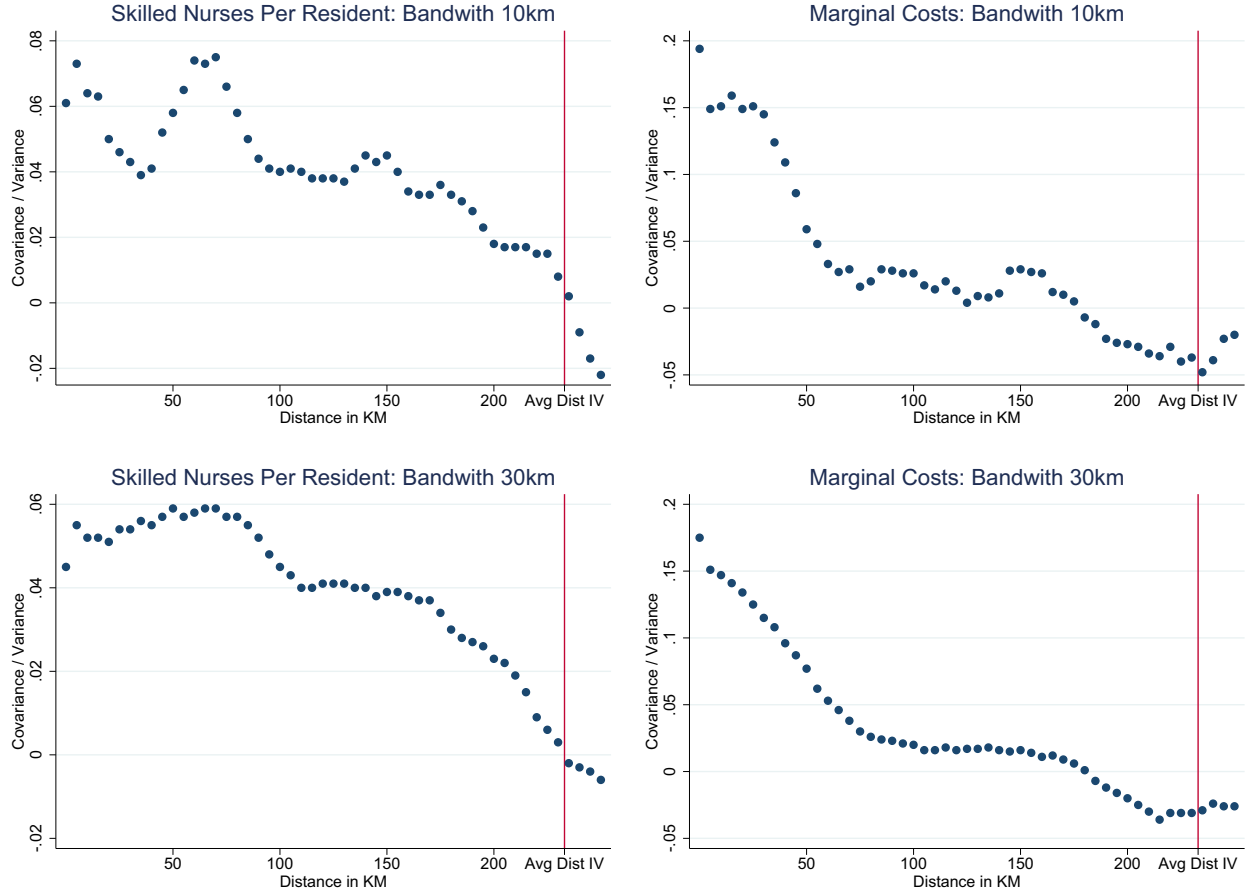 Skilled Nurses Per Resident: Bandwith 10km
Covariance / Variance
.08
.06
.04
.02
0
-.02
50
100
150
200
Avg Dist IV
Distance in KM
Marginal Costs: Bandwith 10km
Covariance / Variance
.2
.15
.1
.05
0
-.05
50
100
150
200
Avg Dist IV
Distance in KM
Skilled Nurses Per Resident: Bandwith 30km
Covariance / Variance
.06
.04
.02
0
-.02
50
100
150
200
Avg Dist IV
Distance in KM
Marginal Costs: Bandwith 30km
Covariance / Variance
.2
.15
.1
.05
0
-.05
50
100
150
200
Avg Dist IV
Distance in KM